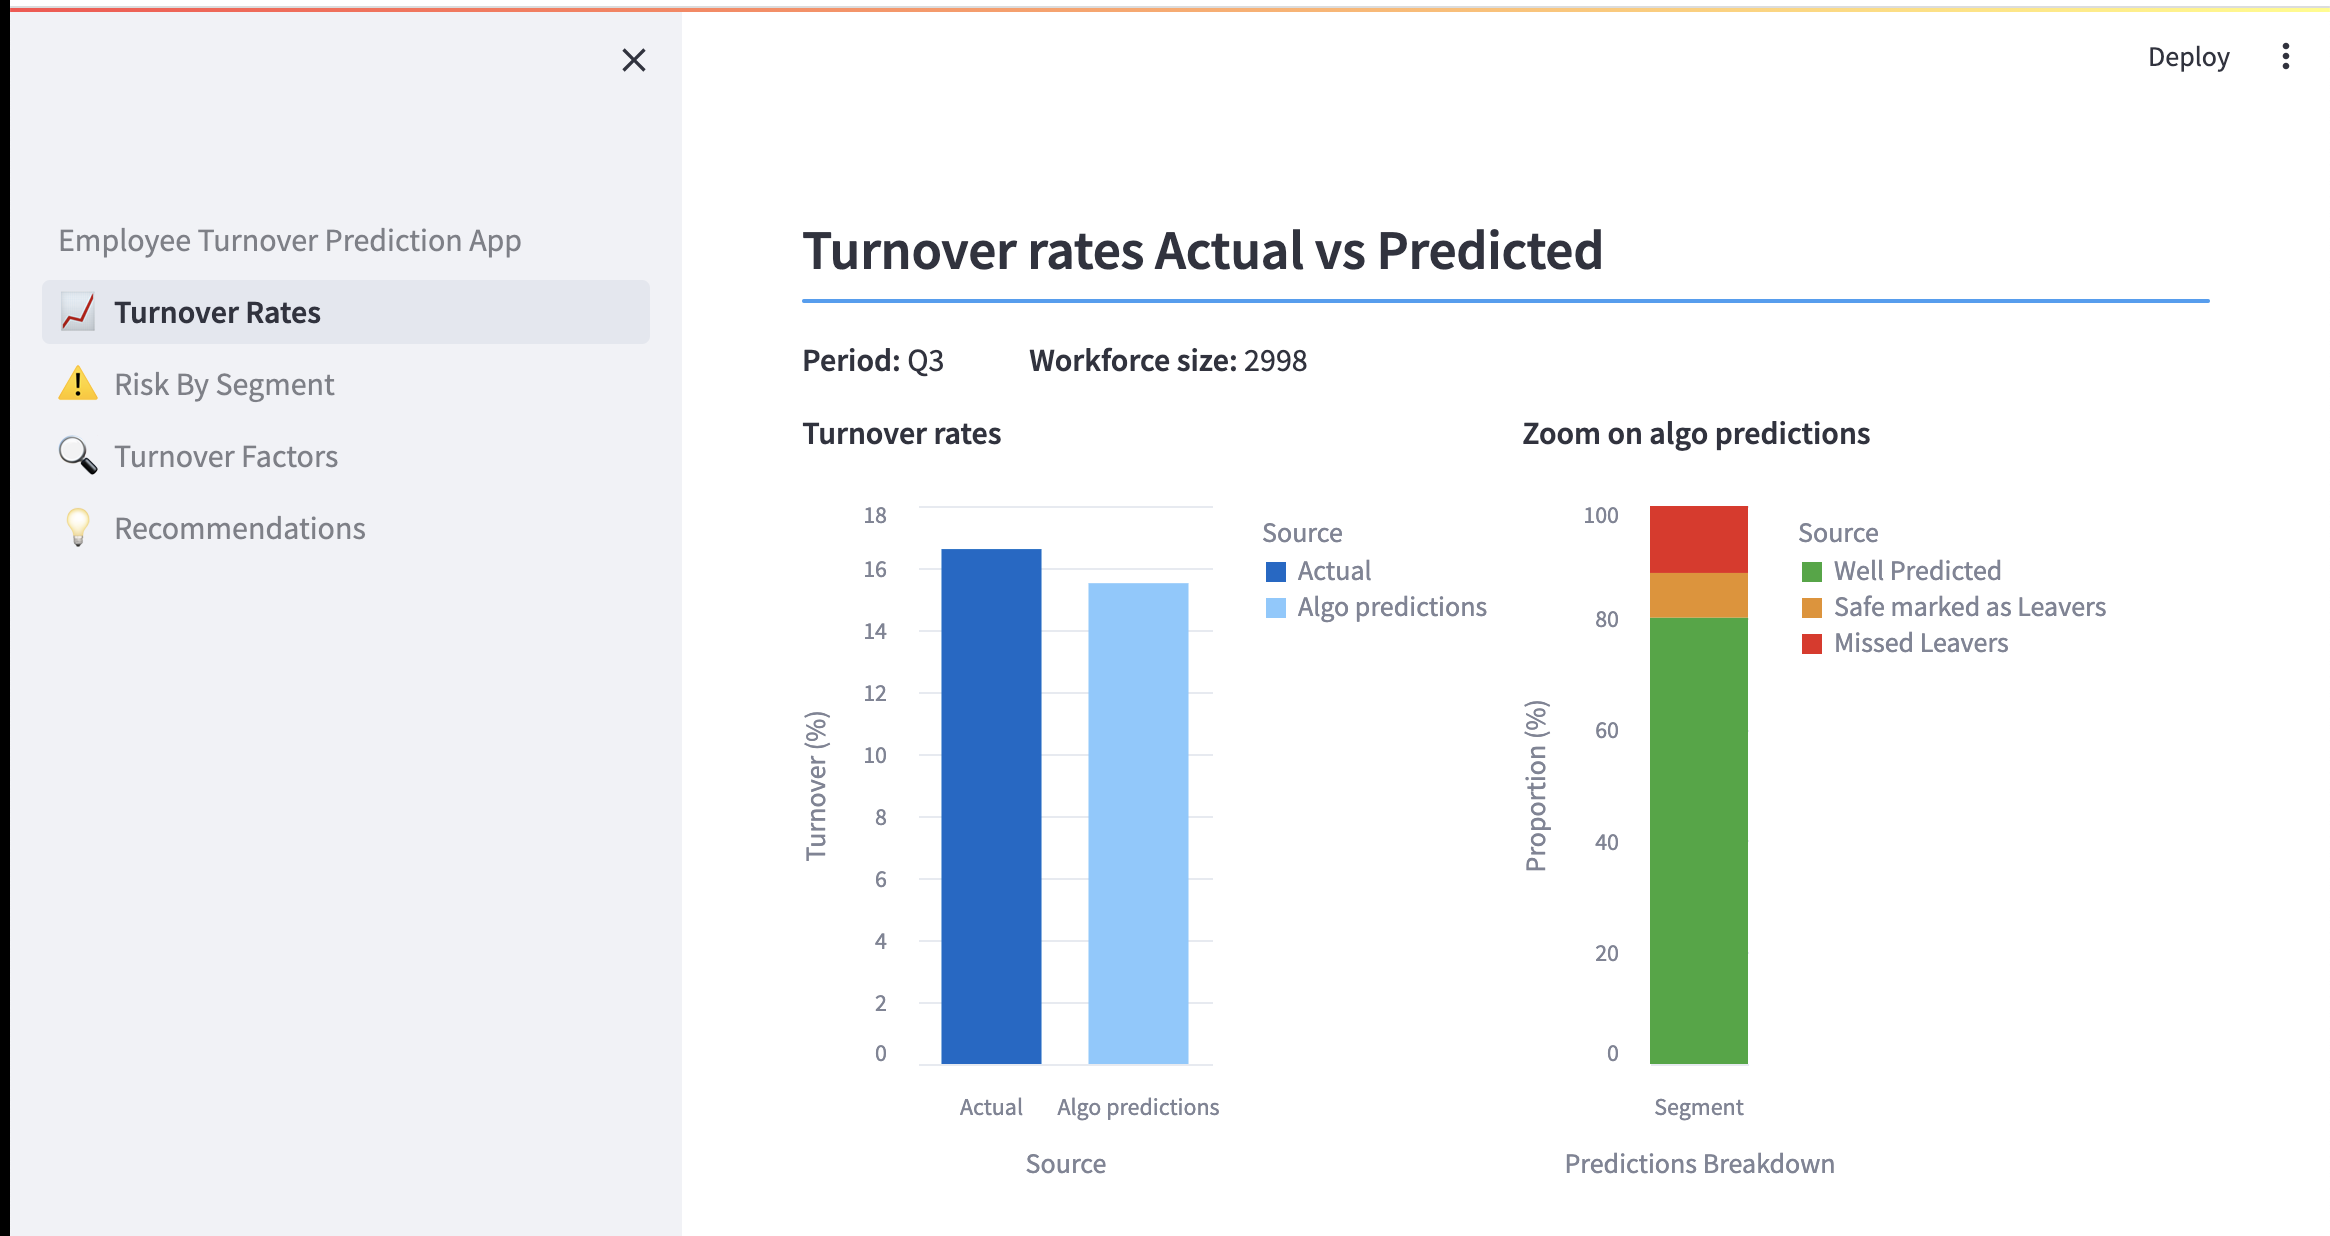 Deploy
Employee Turnover Prediction App
Turnover Rates
Risk By Segment
Turnover Factors
Recommendations
Turnover rates Actual vs Predicted
Period: Q3 Workforce size: 2998
Turnover rates
18
16
14
12
10
8
6
4
2
0
Turnover (%)
Actual Algo predictions
Source
Source
Actual
Algo predictions
Zoom on algo predictions
100
80
60
40
20
0
Proportion (%)
Segment
Predictions Breakdown
Source
Well Predicted
Safe marked as Leavers
Missed Leavers